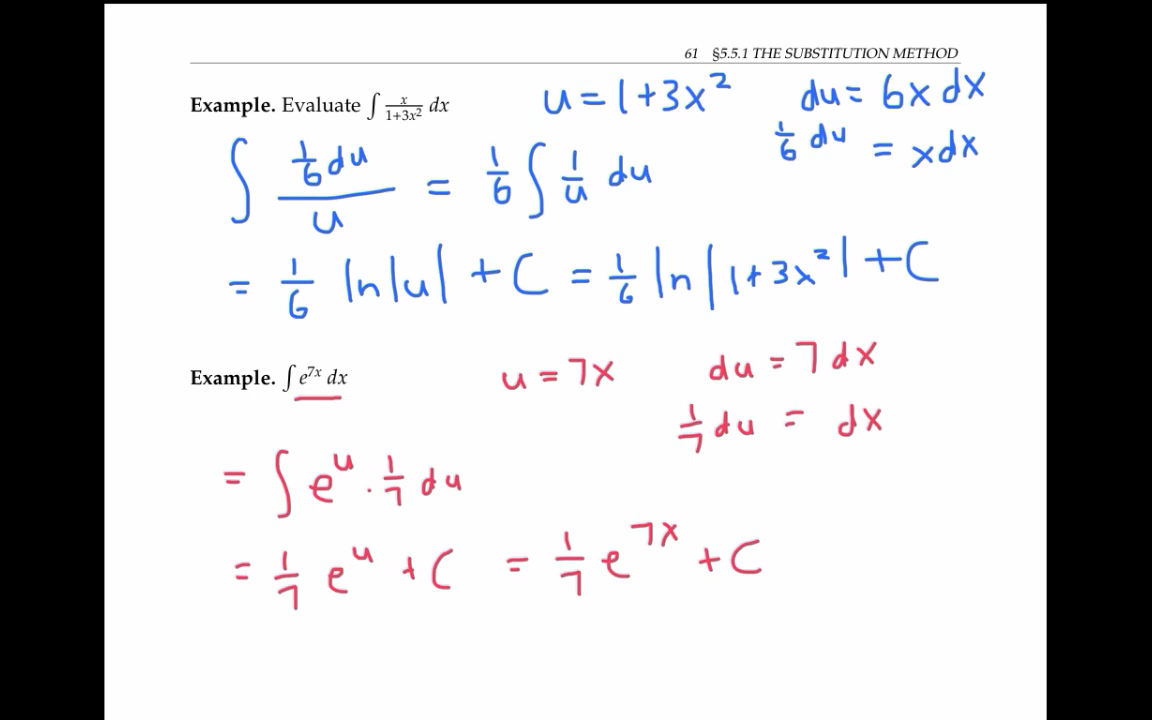 61 §5.5.1 THE SUBSTITUTION METHOD
Example. Evaluate ∫ x/(1+3x²) dx   u = 1+3x²   du = 6x dx
1/6 du = x dx
∫ (1/6 du)/u = 1/6 ∫ 1/u du
= 1/6 ln|u| + C = 1/6 ln|1+3x²| + C
Example. ∫ e^{7x} dx   u = 7x   du = 7 dx
1/7 du = dx
= ∫ e^u · 1/7 du
= 1/7 e^u + C = 1/7 e^{7x} + C